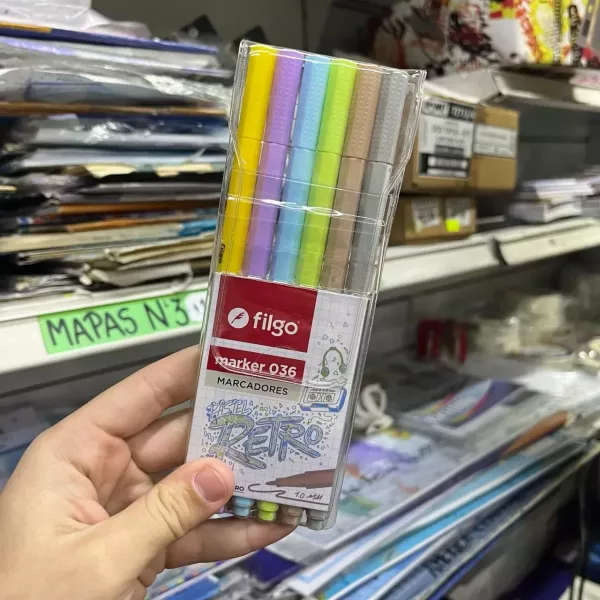 MAPAS N°3
filgo
marker 036
MARCADORES
PASTEL
RETRO
1.0 MM